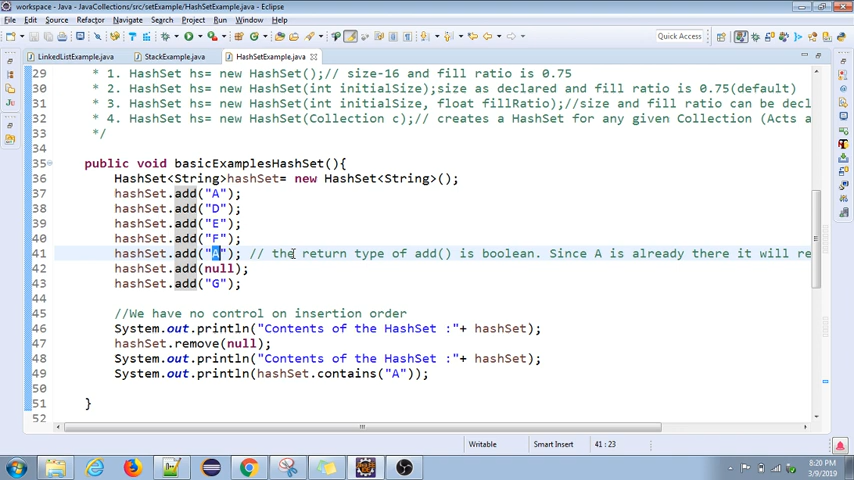 workspace - Java - JavaCollections/src/setExample/HashSetExample.java - Eclipse
File Edit Source Refactor Navigate Search Project Run Window Help
Quick Access
LinkedListExample.java StackExample.java HashSetExample.java
29 * 1. HashSet hs= new HashSet();// size-16 and fill ratio is 0.75
30 * 2. HashSet hs= new HashSet(int initialSize);size as declared and fill ratio is 0.75(default)
31 * 3. HashSet hs= new HashSet(int initialSize, float fillRatio);//size and fill ratio can be decl
32 * 4. HashSet hs= new HashSet(Collection c);// creates a HashSet for any given Collection (Acts a
33 */
34
35 public void basicExamplesHashSet(){
36 HashSet<String>hashSet= new HashSet<String>();
37 hashSet.add("A");
38 hashSet.add("D");
39 hashSet.add("E");
40 hashSet.add("F");
41 hashSet.add("A"); // the return type of add() is boolean. Since A is already there it will re
42 hashSet.add(null);
43 hashSet.add("G");
44
45 //We have no control on insertion order
46 System.out.println("Contents of the HashSet :"+ hashSet);
47 hashSet.remove(null);
48 System.out.println("Contents of the HashSet :"+ hashSet);
49 System.out.println(hashSet.contains("A"));
50
51 }
52
Writable Smart Insert 41 : 23
8:20 PM
3/9/2019